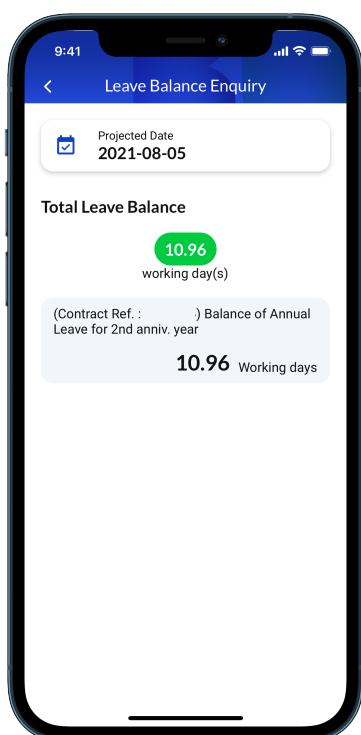 9:41
Leave Balance Enquiry
Projected Date
2021-08-05
Total Leave Balance
10.96
working day(s)
(Contract Ref. : ) Balance of Annual
Leave for 2nd anniv. year
10.96 Working days